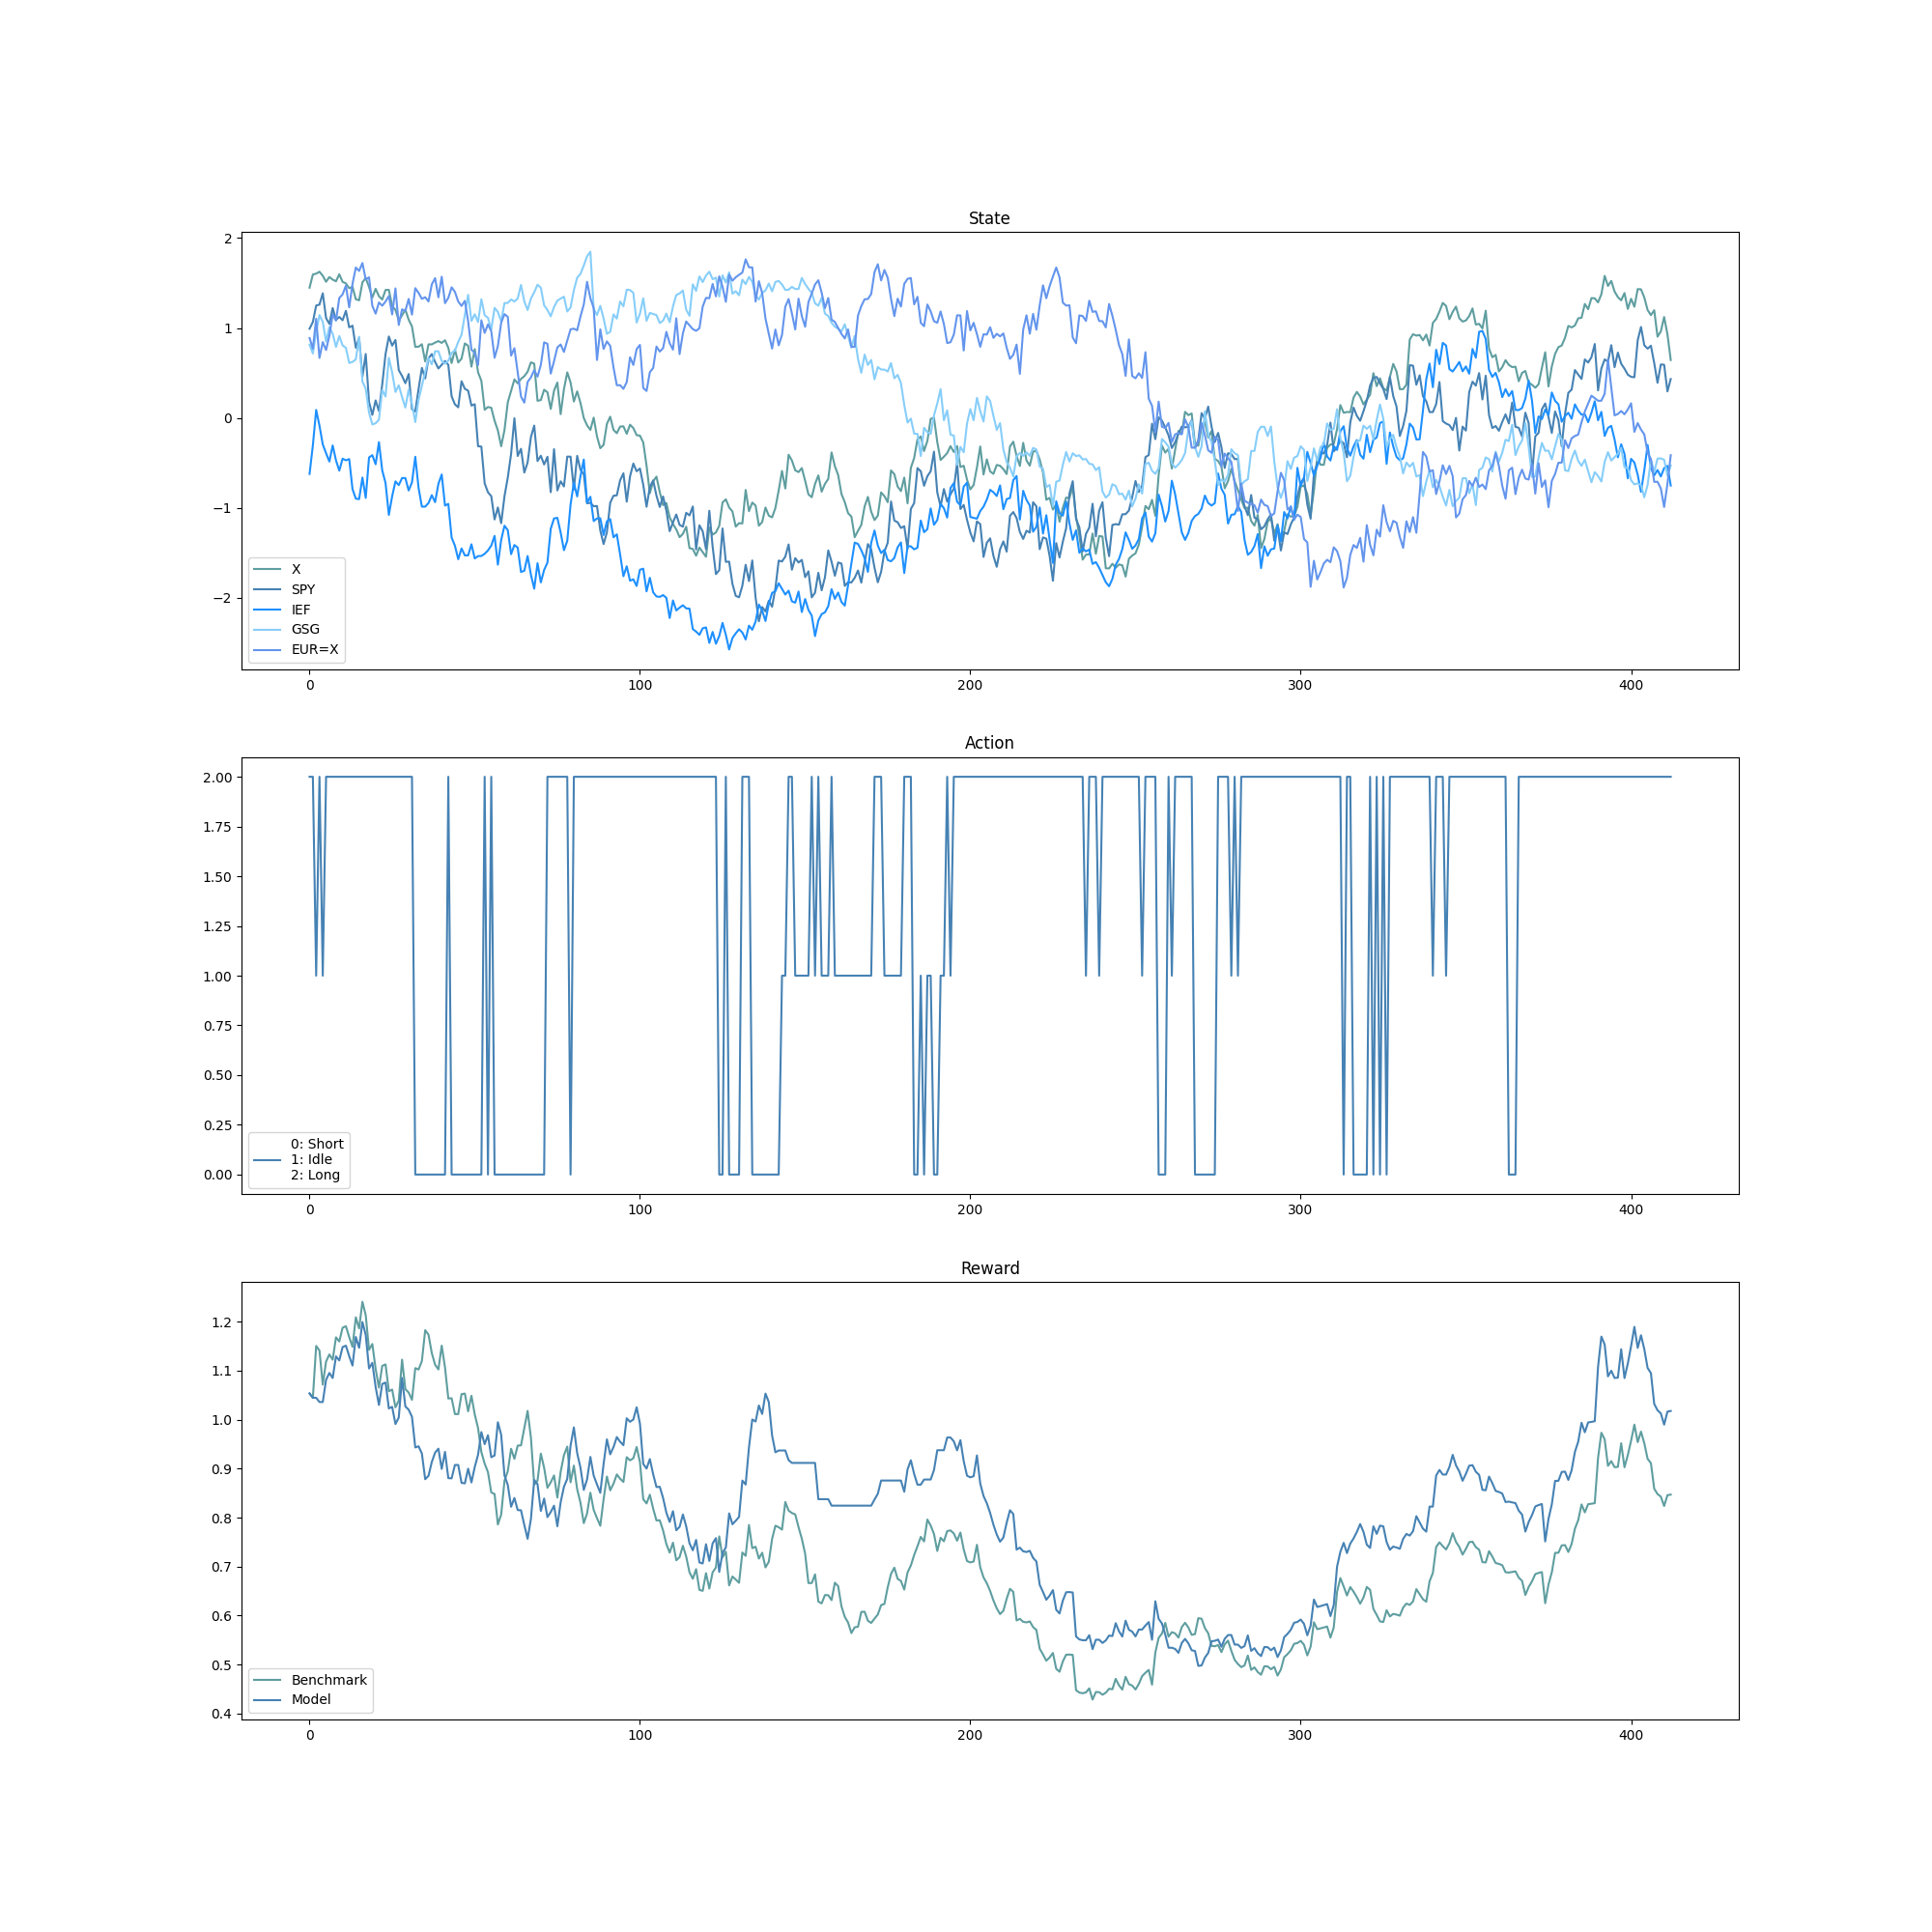 State
2
1
0
−1
−2
X
SPY
IEF
GSG
EUR=X
0 100 200 300 400
Action
2.00
1.75
1.50
1.25
1.00
0.75
0.50
0.25
0.00
0: Short
1: Idle
2: Long
0 100 200 300 400
Reward
1.2
1.1
1.0
0.9
0.8
0.7
0.6
0.5
0.4
Benchmark
Model
0 100 200 300 400